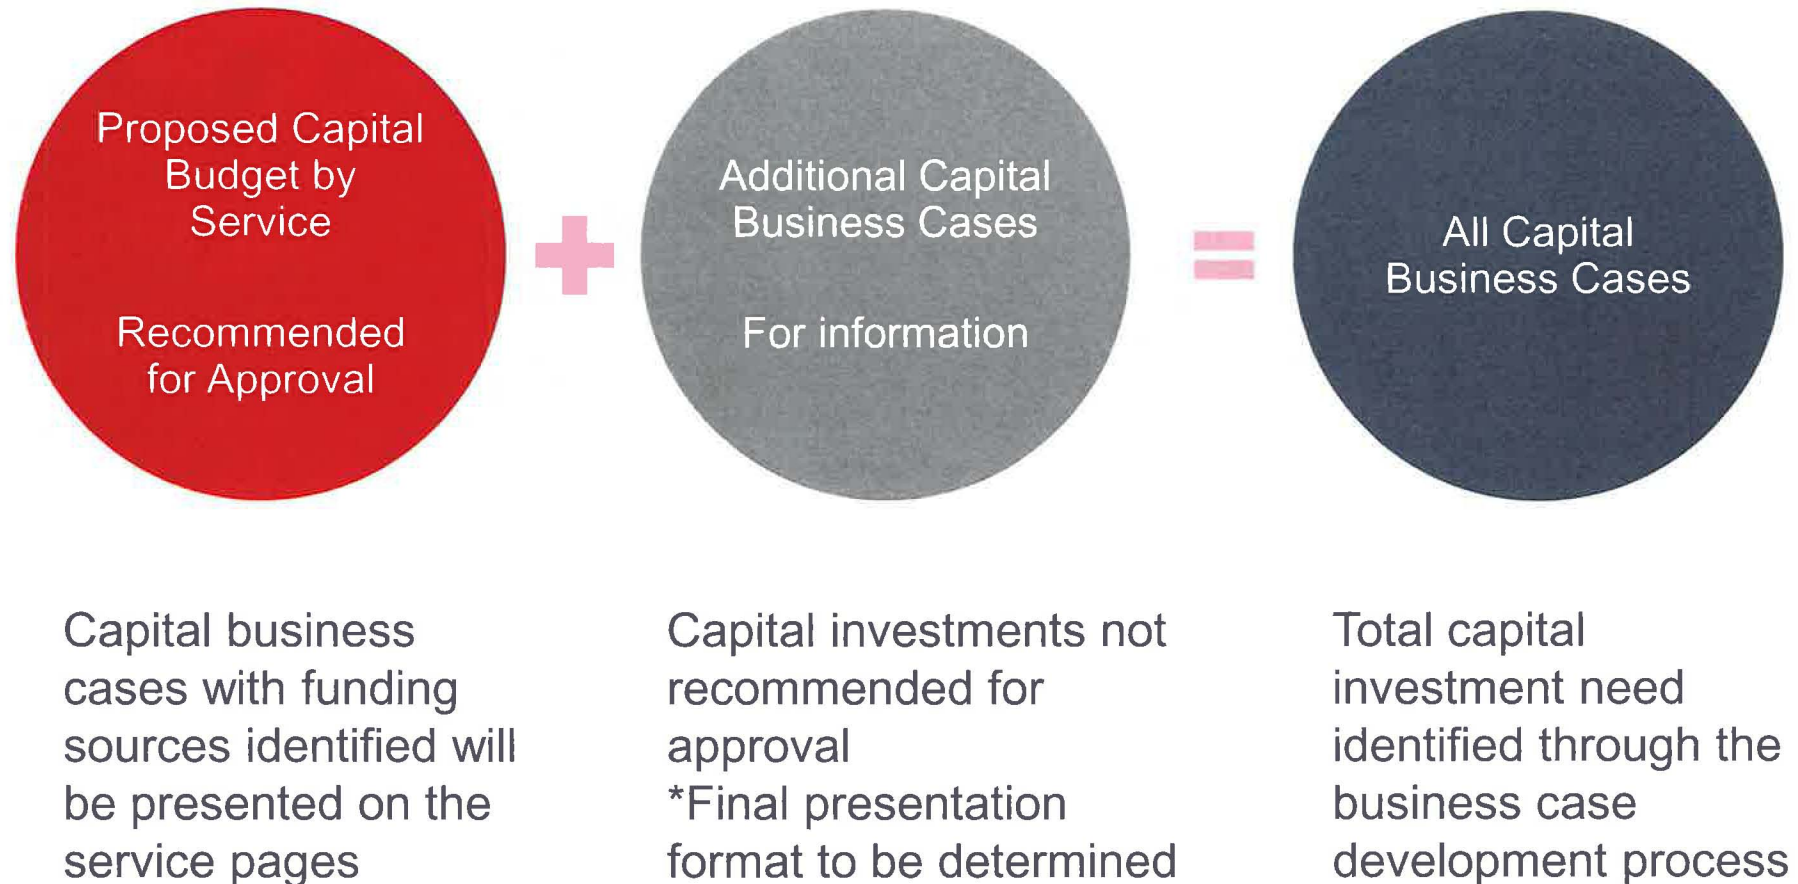 Proposed Capital
Budget by
Service
Recommended
for Approval
Additional Capital
Business Cases
For information
All Capital
Business Cases
Capital business
cases with funding
sources identified will
be presented on the
service pages
Capital investments not
recommended for
approval
*Final presentation
format to be determined
Total capital
investment need
identified through the
business case
development process